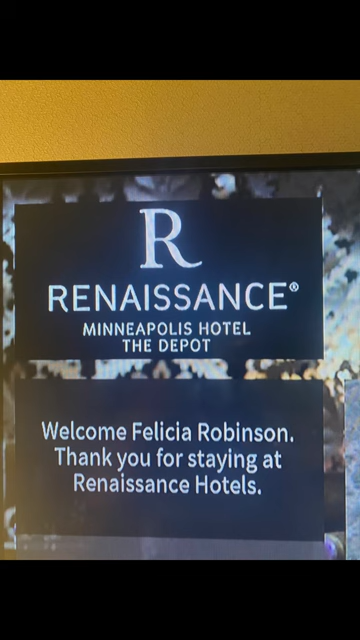 R
RENAISSANCE®
MINNEAPOLIS HOTEL
THE DEPOT
Welcome Felicia Robinson.
Thank you for staying at
Renaissance Hotels.